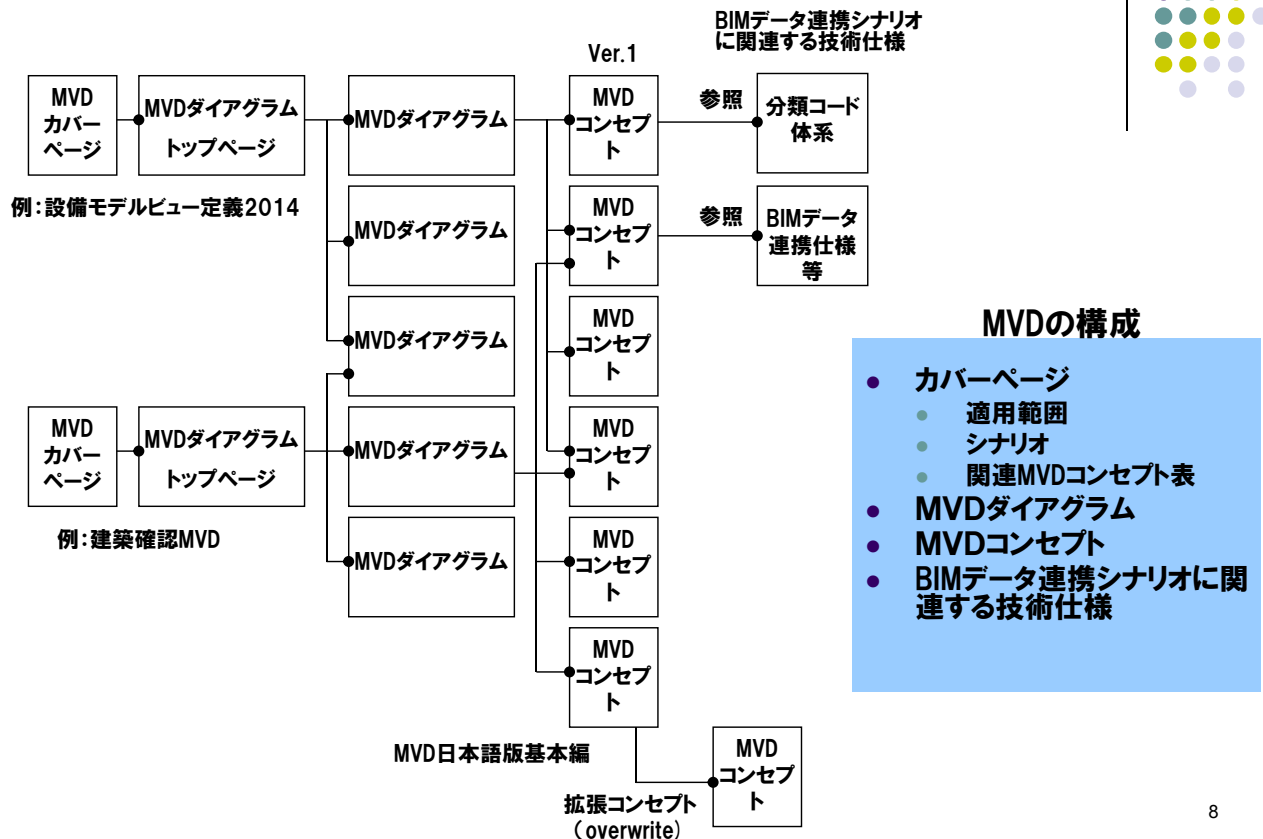 BIMデータ連携シナリオ
に関連する技術仕様
Ver.1
MVD
カバー
ページ
MVDダイアグラム
トップページ
MVDダイアグラム
MVD
コンセプ
ト
参照
分類コード
体系
例：設備モデルビュー定義2014
MVDダイアグラム
MVD
コンセプ
ト
参照
BIMデータ
連携仕様
等
MVDダイアグラム
MVD
コンセプ
ト
MVD
カバー
ページ
MVDダイアグラム
トップページ
MVDダイアグラム
MVD
コンセプ
ト
例：建築確認MVD
MVDダイアグラム
MVD
コンセプ
ト
MVD
コンセプ
ト
MVD日本語版基本編
拡張コンセプト
（overwrite）
MVD
コンセプ
ト
MVDの構成
● カバーページ
● 適用範囲
● シナリオ
● 関連MVDコンセプト表
● ＭＶＤダイアグラム
● ＭＶＤコンセプト
● BIMデータ連携シナリオに関
連する技術仕様
8